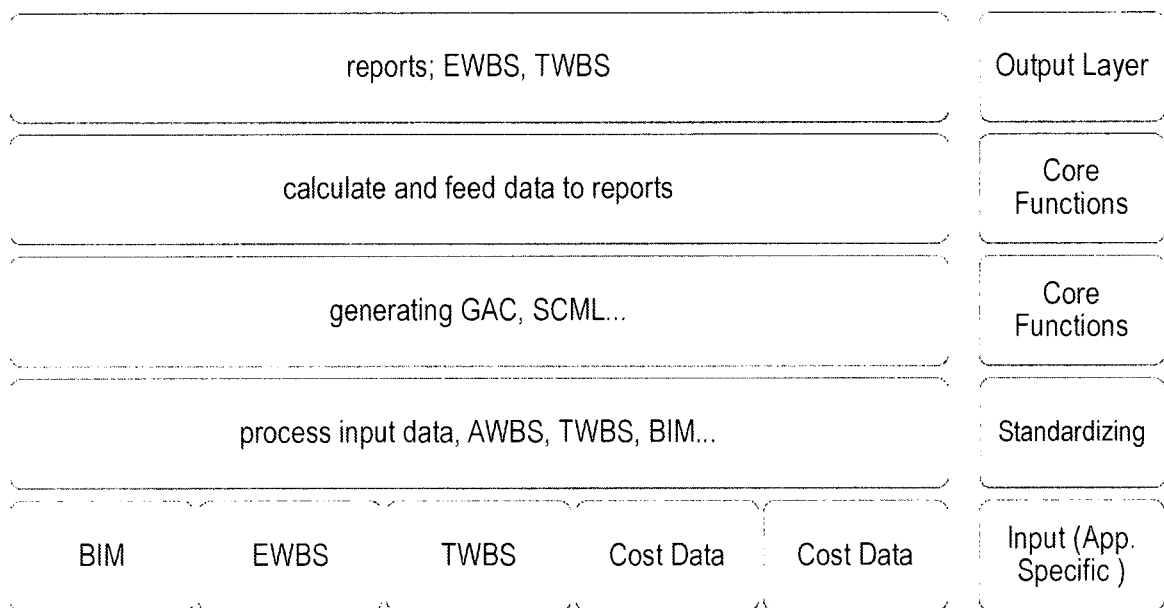 reports; EWBS, TWBS
Output Layer
calculate and feed data to reports
Core
Functions
generating GAC, SCML...
Core
Functions
process input data, AWBS, TWBS, BIM...
Standardizing
BIM
EWBS
TWBS
Cost Data
Cost Data
Input (App.
Specific )